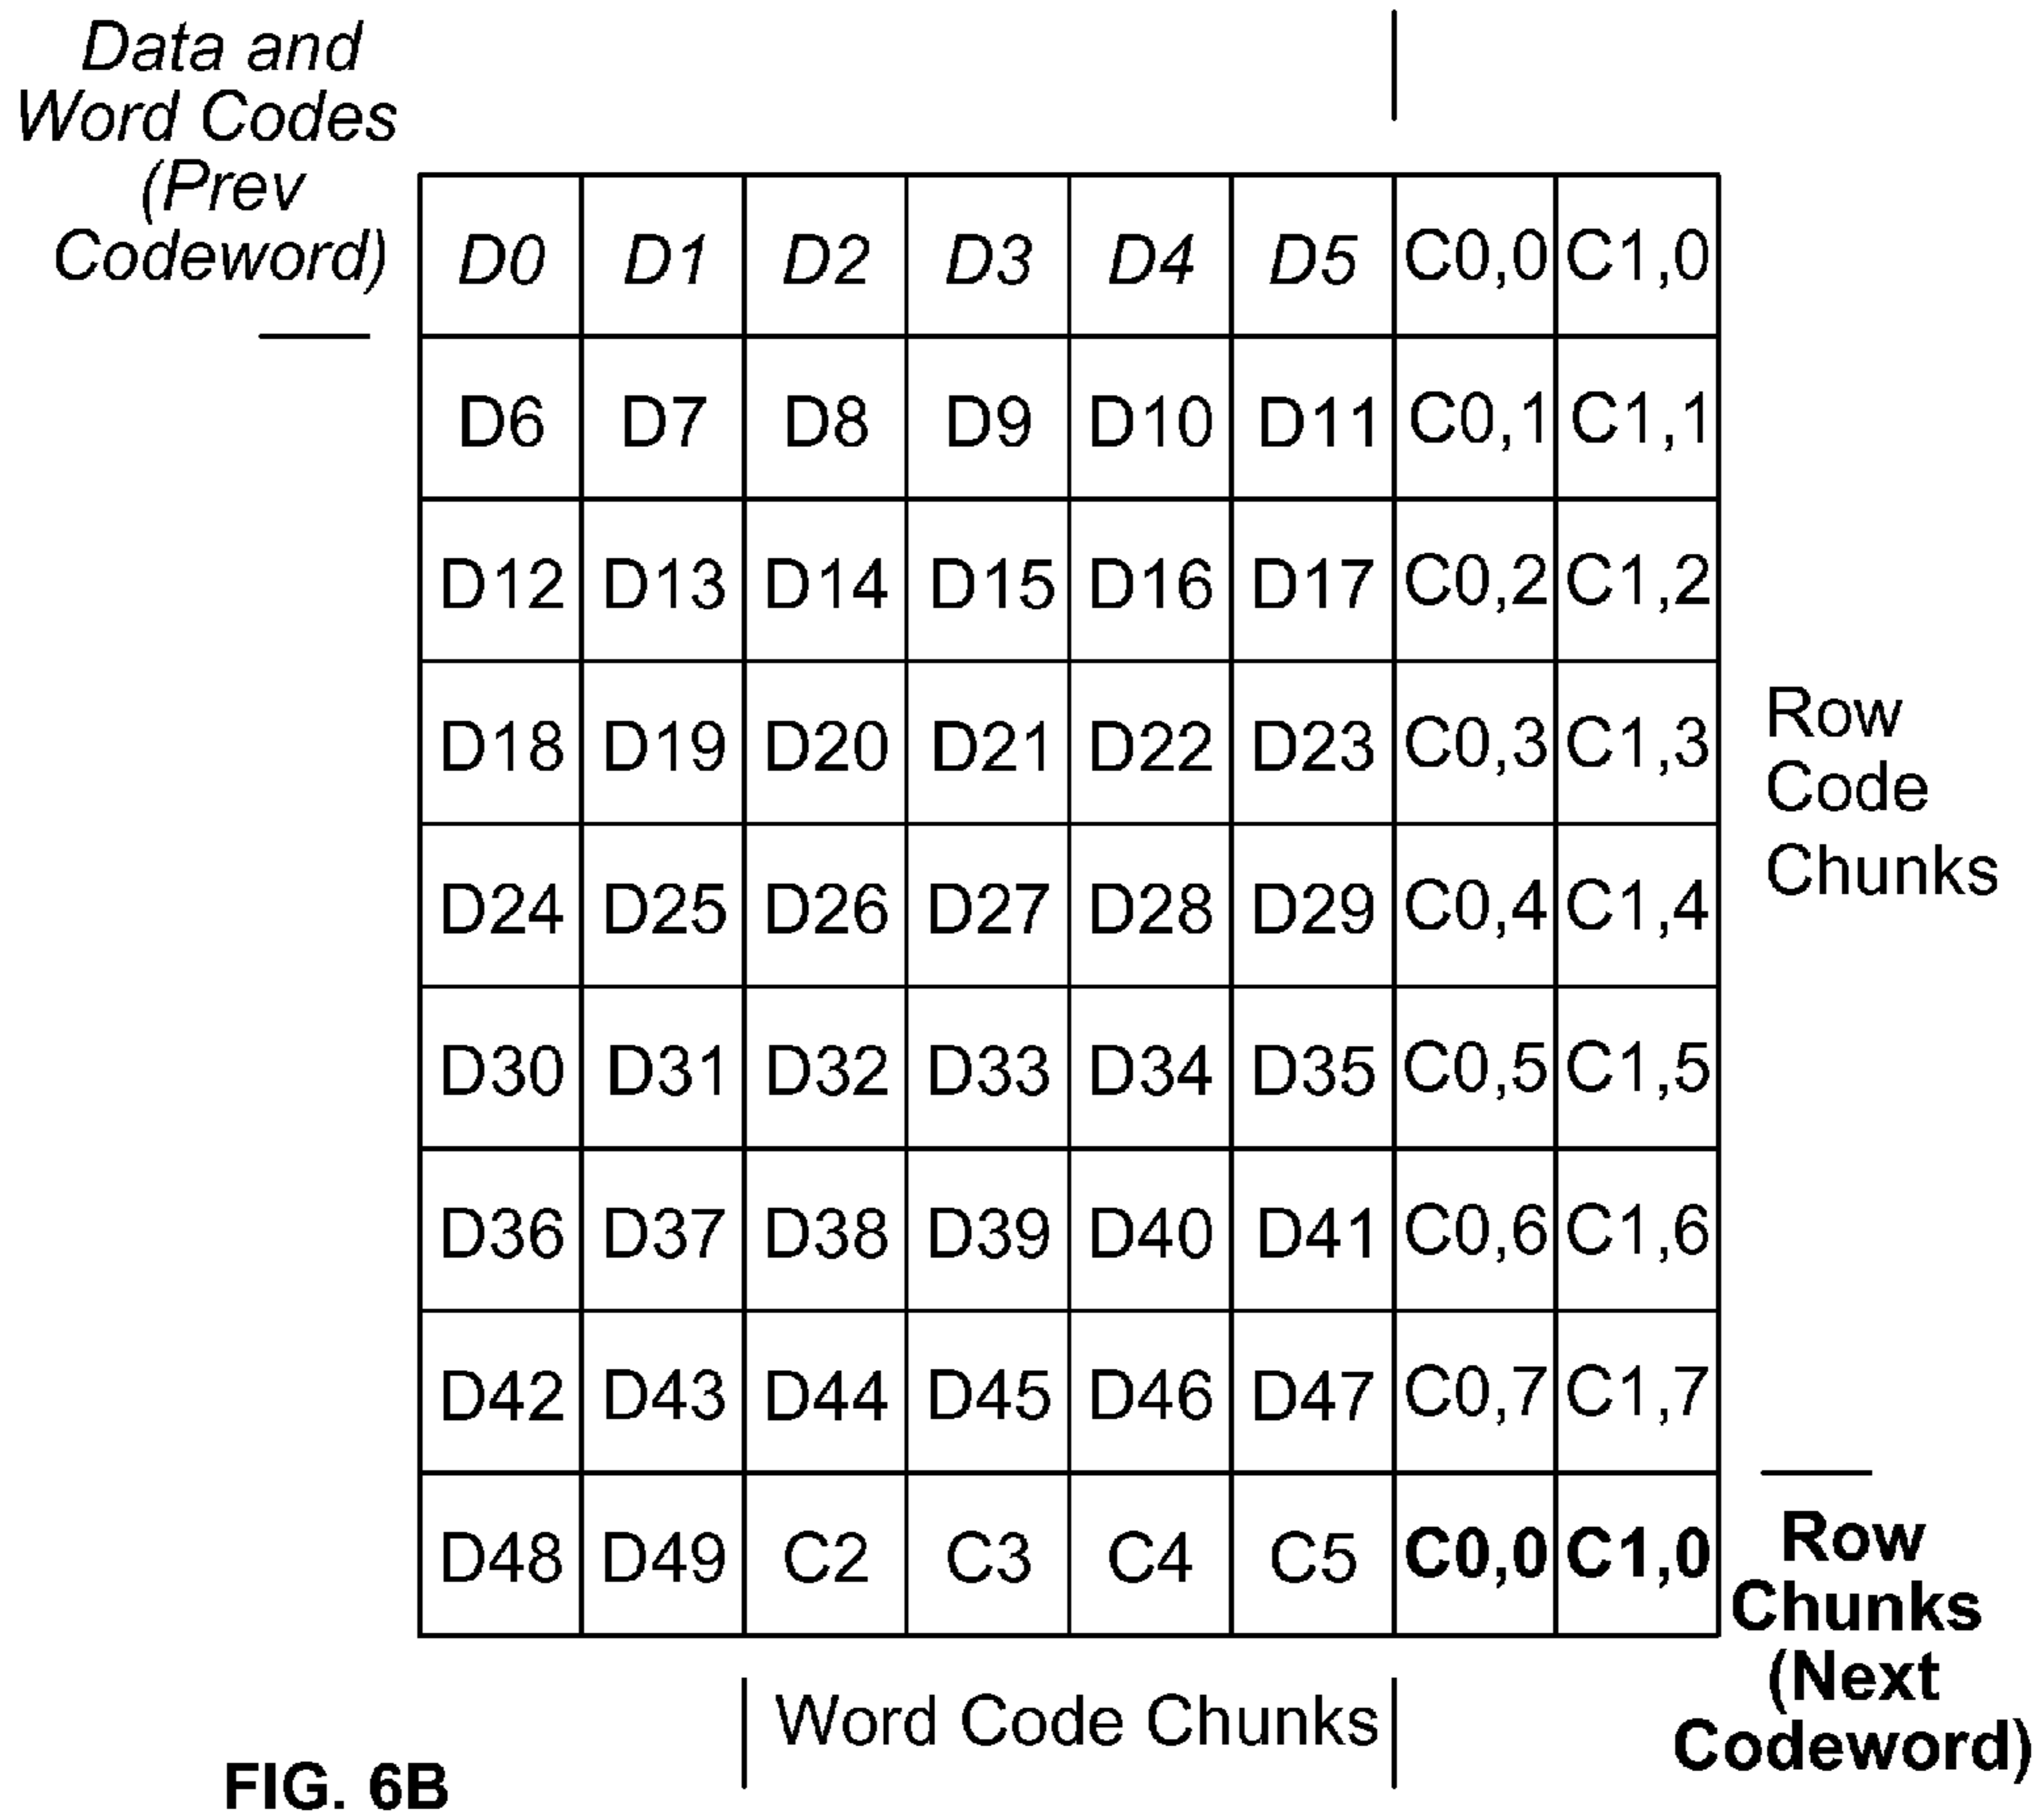 Data and
Word Codes
(Prev
Codeword)
D0 D1 D2 D3 D4 D5 C0,0 C1,0
D6 D7 D8 D9 D10 D11 C0,1 C1,1
D12 D13 D14 D15 D16 D17 C0,2 C1,2
D18 D19 D20 D21 D22 D23 C0,3 C1,3
Row
Code
Chunks
D24 D25 D26 D27 D28 D29 C0,4 C1,4
D30 D31 D32 D33 D34 D35 C0,5 C1,5
D36 D37 D38 D39 D40 D41 C0,6 C1,6
D42 D43 D44 D45 D46 D47 C0,7 C1,7
D48 D49 C2 C3 C4 C5 C0,0 C1,0
Row
Chunks
(Next
Codeword)
Word Code Chunks
FIG. 6B